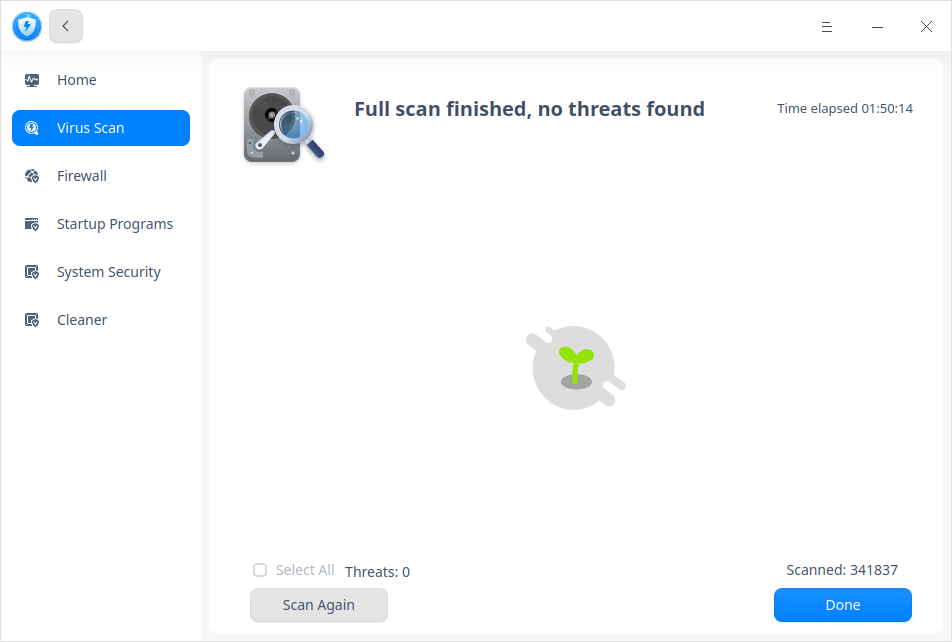 Home
Virus Scan
Firewall
Startup Programs
System Security
Cleaner
Full scan finished, no threats found
Time elapsed 01:50:14
Select All Threats: 0
Scanned: 341837
Scan Again
Done